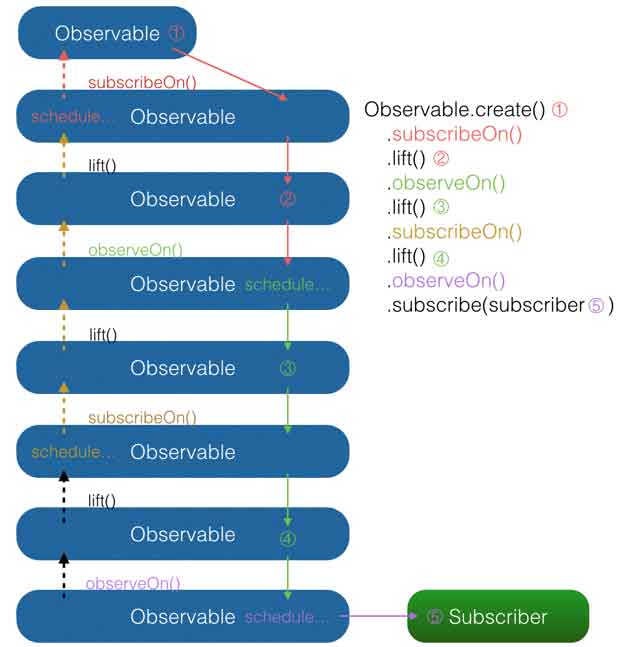 Observable ①
subscribeOn()
schedule... Observable
lift()
Observable ②
observeOn()
Observable schedule...
lift()
Observable ③
subscribeOn()
schedule... Observable
lift()
Observable ④
observeOn()
Observable schedule...
⑤ Subscriber
Observable.create() ①
.subscribeOn()
.lift() ②
.observeOn()
.lift() ③
.subscribeOn()
.lift() ④
.observeOn()
.subscribe(subscriber⑤)